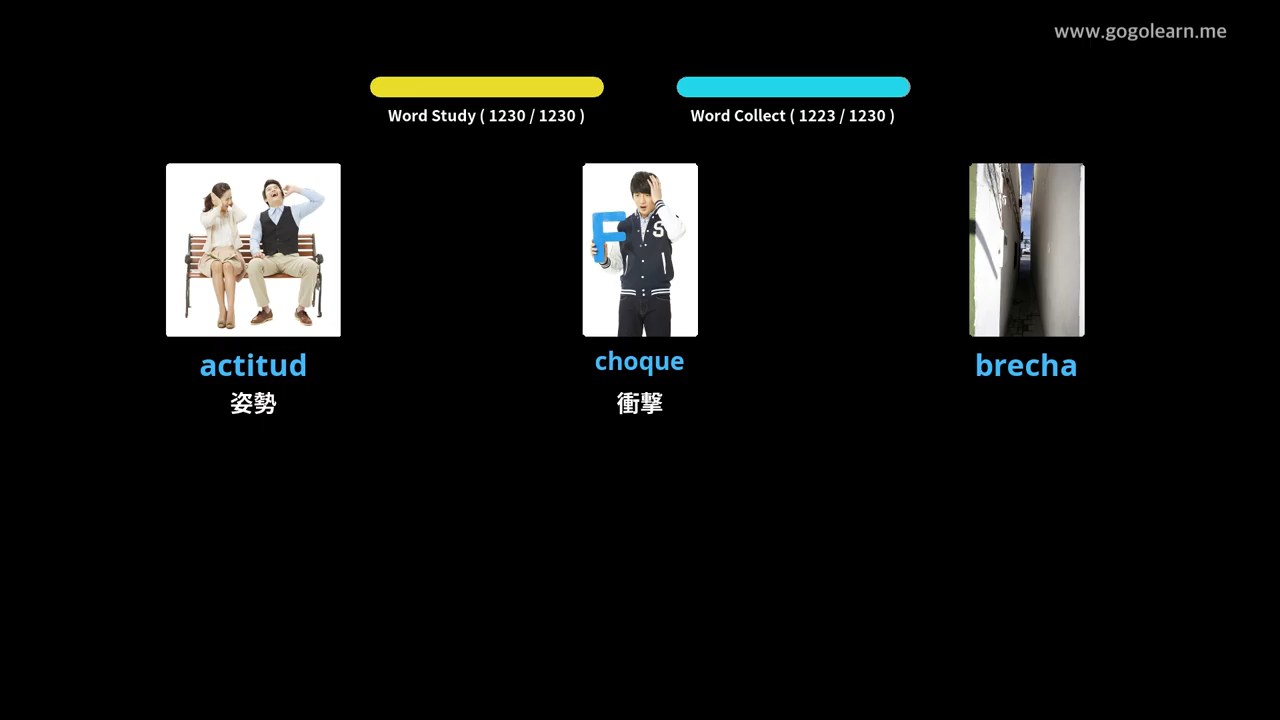 www.gogolearn.me
Word Study ( 1230 / 1230 )
Word Collect ( 1223 / 1230 )
F
S
actitud
choque
brecha
姿勢
衝撃